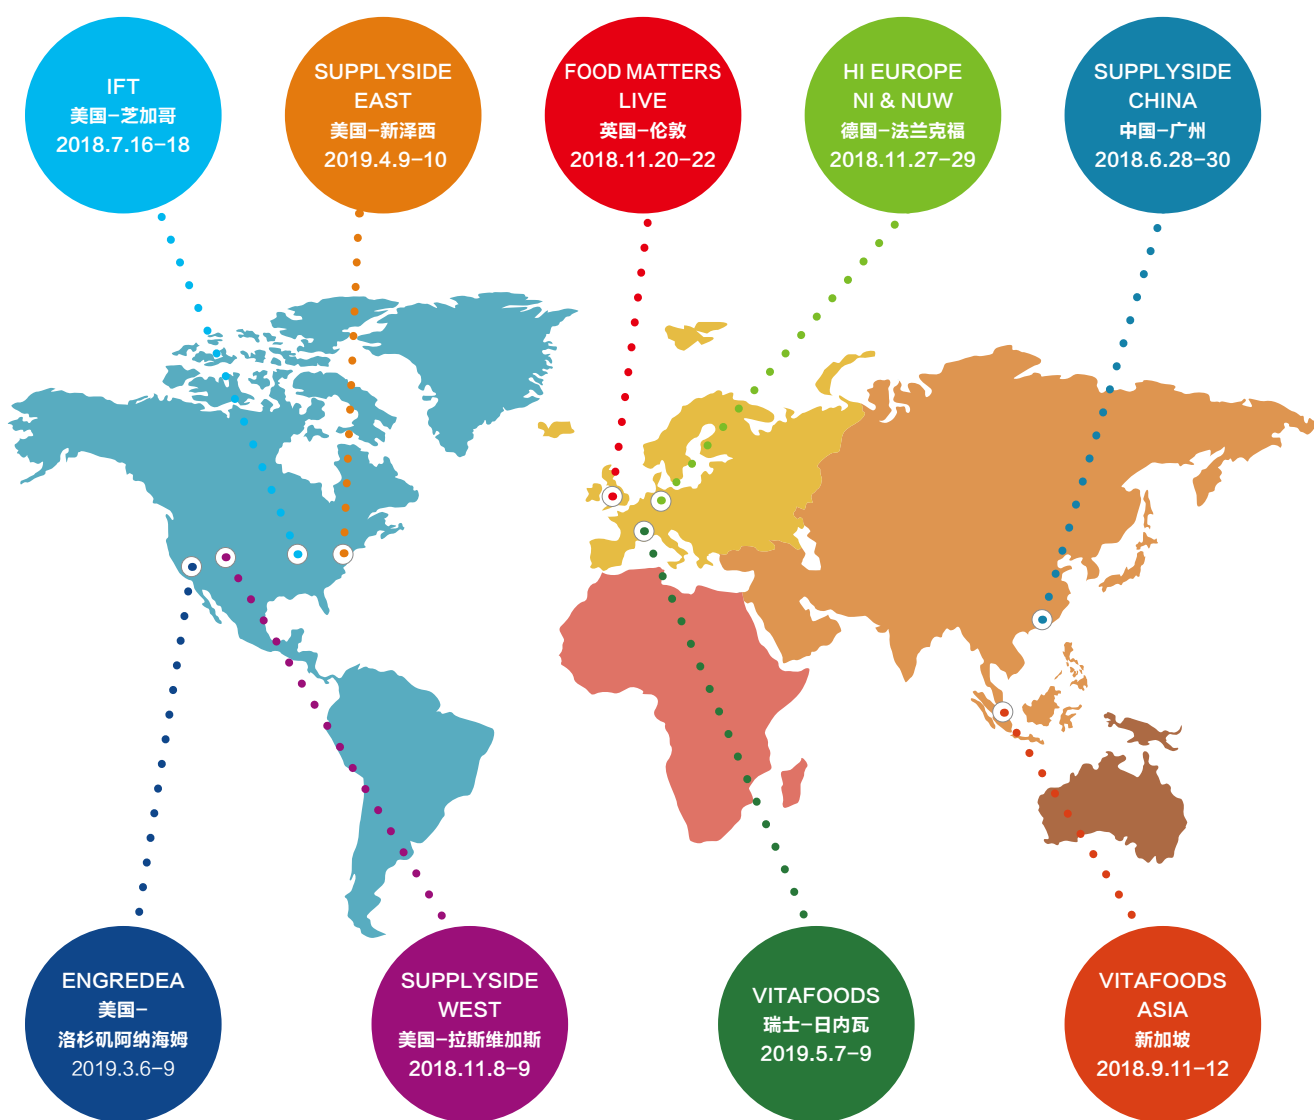 IFT
美国-芝加哥
2018.7.16-18
SUPPLYSIDE
EAST
美国-新泽西
2019.4.9-10
FOOD MATTERS
LIVE
英国-伦敦
2018.11.20-22
HI EUROPE
NI & NUW
德国-法兰克福
2018.11.27-29
SUPPLYSIDE
CHINA
中国-广州
2018.6.28-30
ENGREDEA
美国-
洛杉矶阿纳海姆
2019.3.6-9
SUPPLYSIDE
WEST
美国-拉斯维加斯
2018.11.8-9
VITAFOODS
瑞士-日内瓦
2019.5.7-9
VITAFOODS
ASIA
新加坡
2018.9.11-12